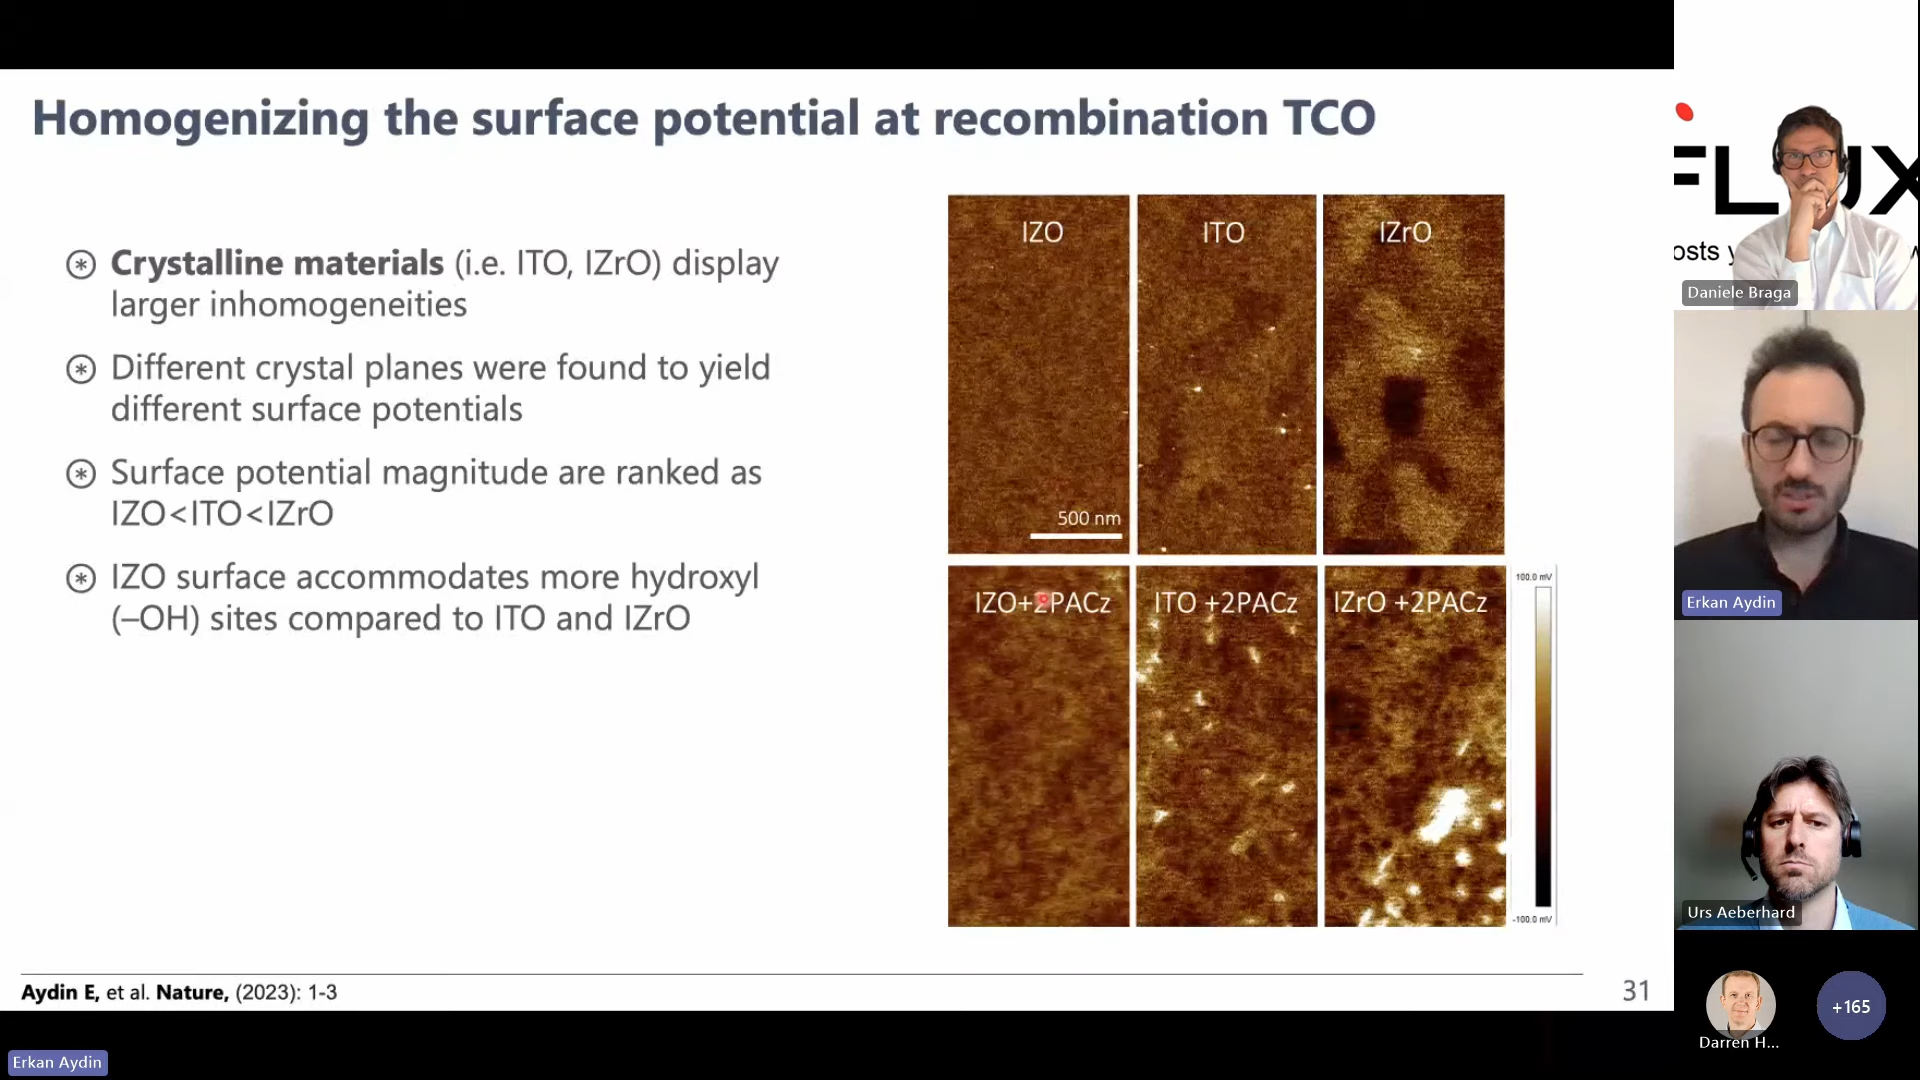 Homogenizing the surface potential at recombination TCO
Crystalline materials (i.e. ITO, IZrO) display
larger inhomogeneities
Different crystal planes were found to yield
different surface potentials
Surface potential magnitude are ranked as
IZO<ITO<IZrO
IZO surface accommodates more hydroxyl
(–OH) sites compared to ITO and IZrO
IZO
ITO
IZrO
500 nm
IZO+2PACz
ITO +2PACz
IZrO +2PACz
100.0 mV
-100.0 mV
Aydin E, et al. Nature, (2023): 1-3
31
Erkan Aydin
Daniele Braga
Erkan Aydin
Urs Aeberhard
Darren H...
+165